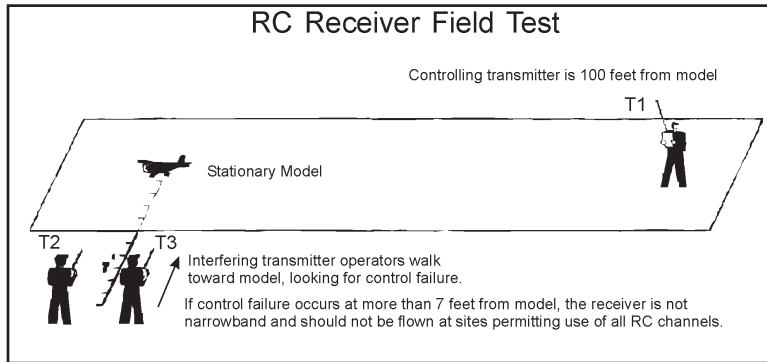 RC Receiver Field Test
Controlling transmitter is 100 feet from model
T1
Stationary Model
T2
T3
Interfering transmitter operators walk
toward model, looking for control failure.
If control failure occurs at more than 7 feet from model, the receiver is not
narrowband and should not be flown at sites permitting use of all RC channels.